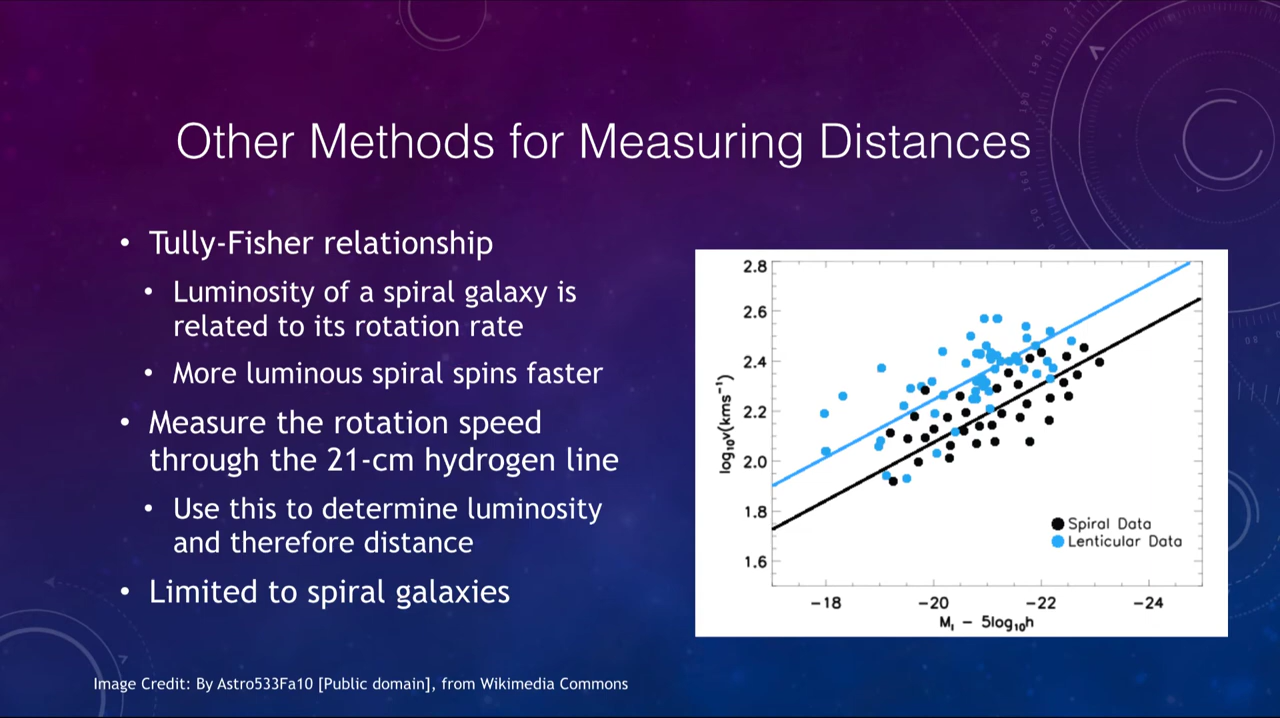 Other Methods for Measuring Distances
• Tully-Fisher relationship
• Luminosity of a spiral galaxy is
related to its rotation rate
• More luminous spiral spins faster
• Measure the rotation speed
through the 21-cm hydrogen line
• Use this to determine luminosity
and therefore distance
• Limited to spiral galaxies
2.8
2.6
2.4
2.2
2.0
1.8
1.6
log₁₀v(kms⁻¹)
Spiral Data
Lenticular Data
−18 −20 −22 −24
M_I − 5log₁₀h
Image Credit: By Astro533Fa10 [Public domain], from Wikimedia Commons